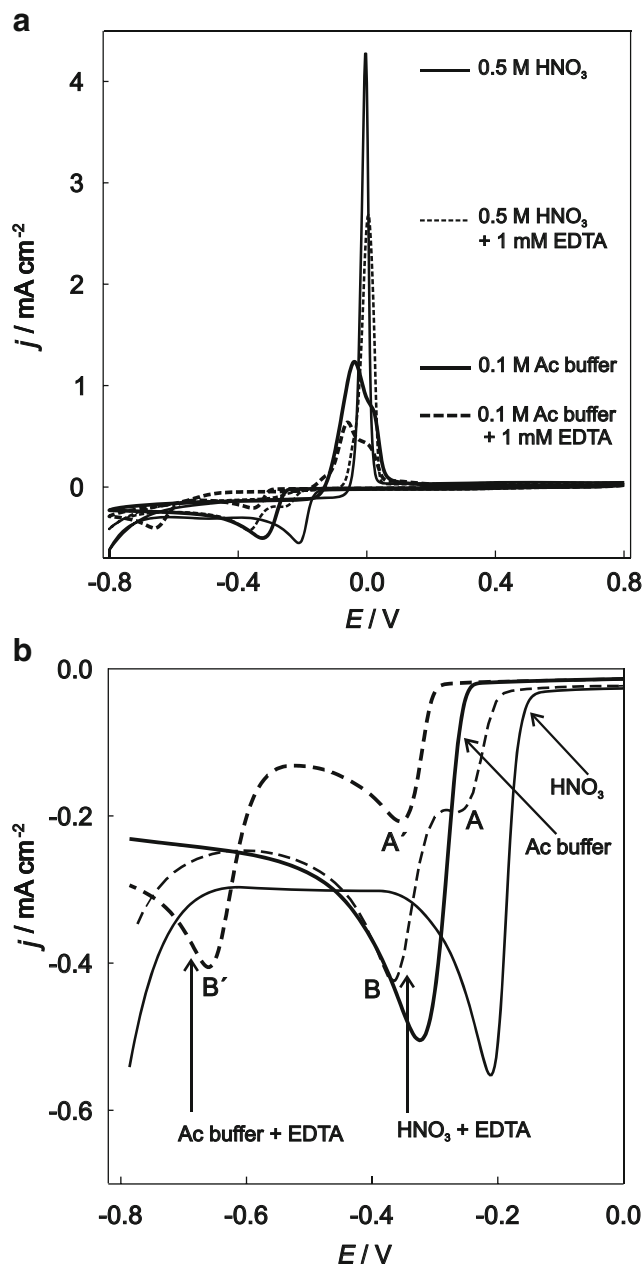 a
4
3
2
1
0
j / mA cm⁻²
0.5 M HNO₃
0.5 M HNO₃
+ 1 mM EDTA
0.1 M Ac buffer
0.1 M Ac buffer
+ 1 mM EDTA
-0.8 -0.4 0.0 0.4 0.8
E / V
b
0.0
-0.2
-0.4
-0.6
j / mA cm⁻²
HNO₃
A
Ac buffer
A´
B
B´
Ac buffer + EDTA
HNO₃ + EDTA
-0.8 -0.6 -0.4 -0.2 0.0
E / V